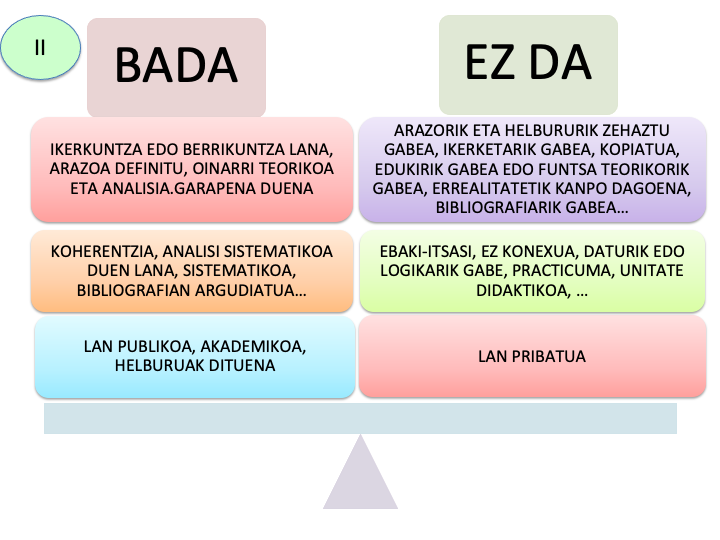 II
BADA
EZ DA
IKERKUNTZA EDO BERRIKUNTZA LANA,
ARAZOA DEFINITU, OINARRI TEORIKOA
ETA ANALISIA.GARAPENA DUENA
ARAZORIK ETA HELBURURIK ZEHAZTU
GABEA, IKERKETARIK GABEA, KOPIATUA,
EDUKIRIK GABEA EDO FUNTSA TEORIKORIK
GABEA, ERREALITATETIK KANPO DAGOENA,
BIBLIOGRAFIARIK GABEA…
KOHERENTZIA, ANALISI SISTEMATIKOA
DUEN LANA, SISTEMATIKOA,
BIBLIOGRAFIAN ARGUDIATUA…
EBAKI-ITSASI, EZ KONEXUA, DATURIK EDO
LOGIKARIK GABE, PRACTICUMA, UNITATE
DIDAKTIKOA, …
LAN PUBLIKOA, AKADEMIKOA,
HELBURUAK DITUENA
LAN PRIBATUA